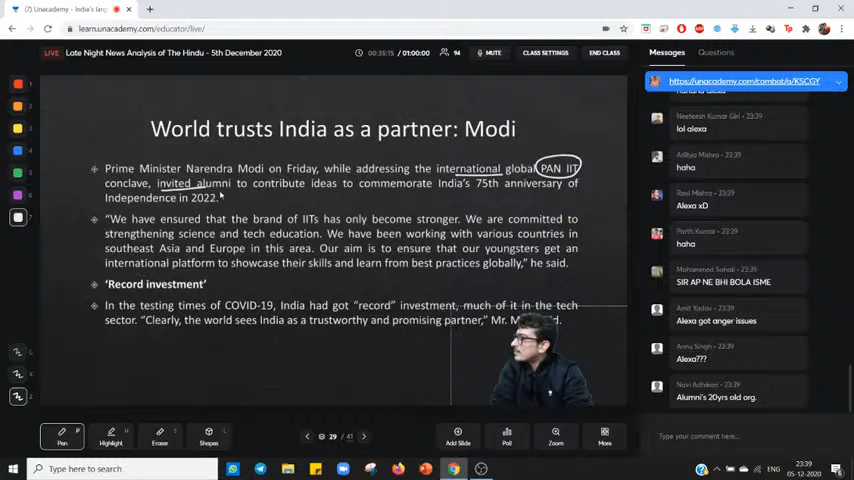 (7) Unacademy - India's lar
learn.unacademy.com/educator/live/
LIVE Late Night News Analysis of The Hindu - 5th December 2020
00:35:15 / 01:00:00 94 MUTE CLASS SETTINGS END CLASS
Messages Questions
1
2
3
4
5
6
7
World trusts India as a partner: Modi
Prime Minister Narendra Modi on Friday, while addressing the international global PAN IIT
conclave, invited alumni to contribute ideas to commemorate India's 75th anniversary of
Independence in 2022.
"We have ensured that the brand of IITs has only become stronger. We are committed to
strengthening science and tech education. We have been working with various countries in
southeast Asia and Europe in this area. Our aim is to ensure that our youngsters get an
international platform to showcase their skills and learn from best practices globally," he said.
'Record investment'
In the testing times of COVID-19, India had got "record" investment, much of it in the tech
sector. "Clearly, the world sees India as a trustworthy and promising partner," Mr.
https://unacademy.com/combat/a/KSCGY
Neeteesh Kumar Giri 23:39
lol alexa
Aditya Mishra 23:39
haha
Ravi Mishra 23:39
Alexa xD
Parth Kumar 23:39
haha
Mohammed Sohail 23:39
SIR AP NE BHI BOLA ISME
Amit Yadav 23:39
Alexa got anger issues
Annu Singh 23:39
Alexa???
Navi Adhikari 23:39
Alumni's 20yrs old org.
Type your comment here...
Pen
Highlight
Eraser
Shapes
29 / 41
Add Slide
Poll
Zoom
More
Type here to search
ENG
23:39
05-12-2020